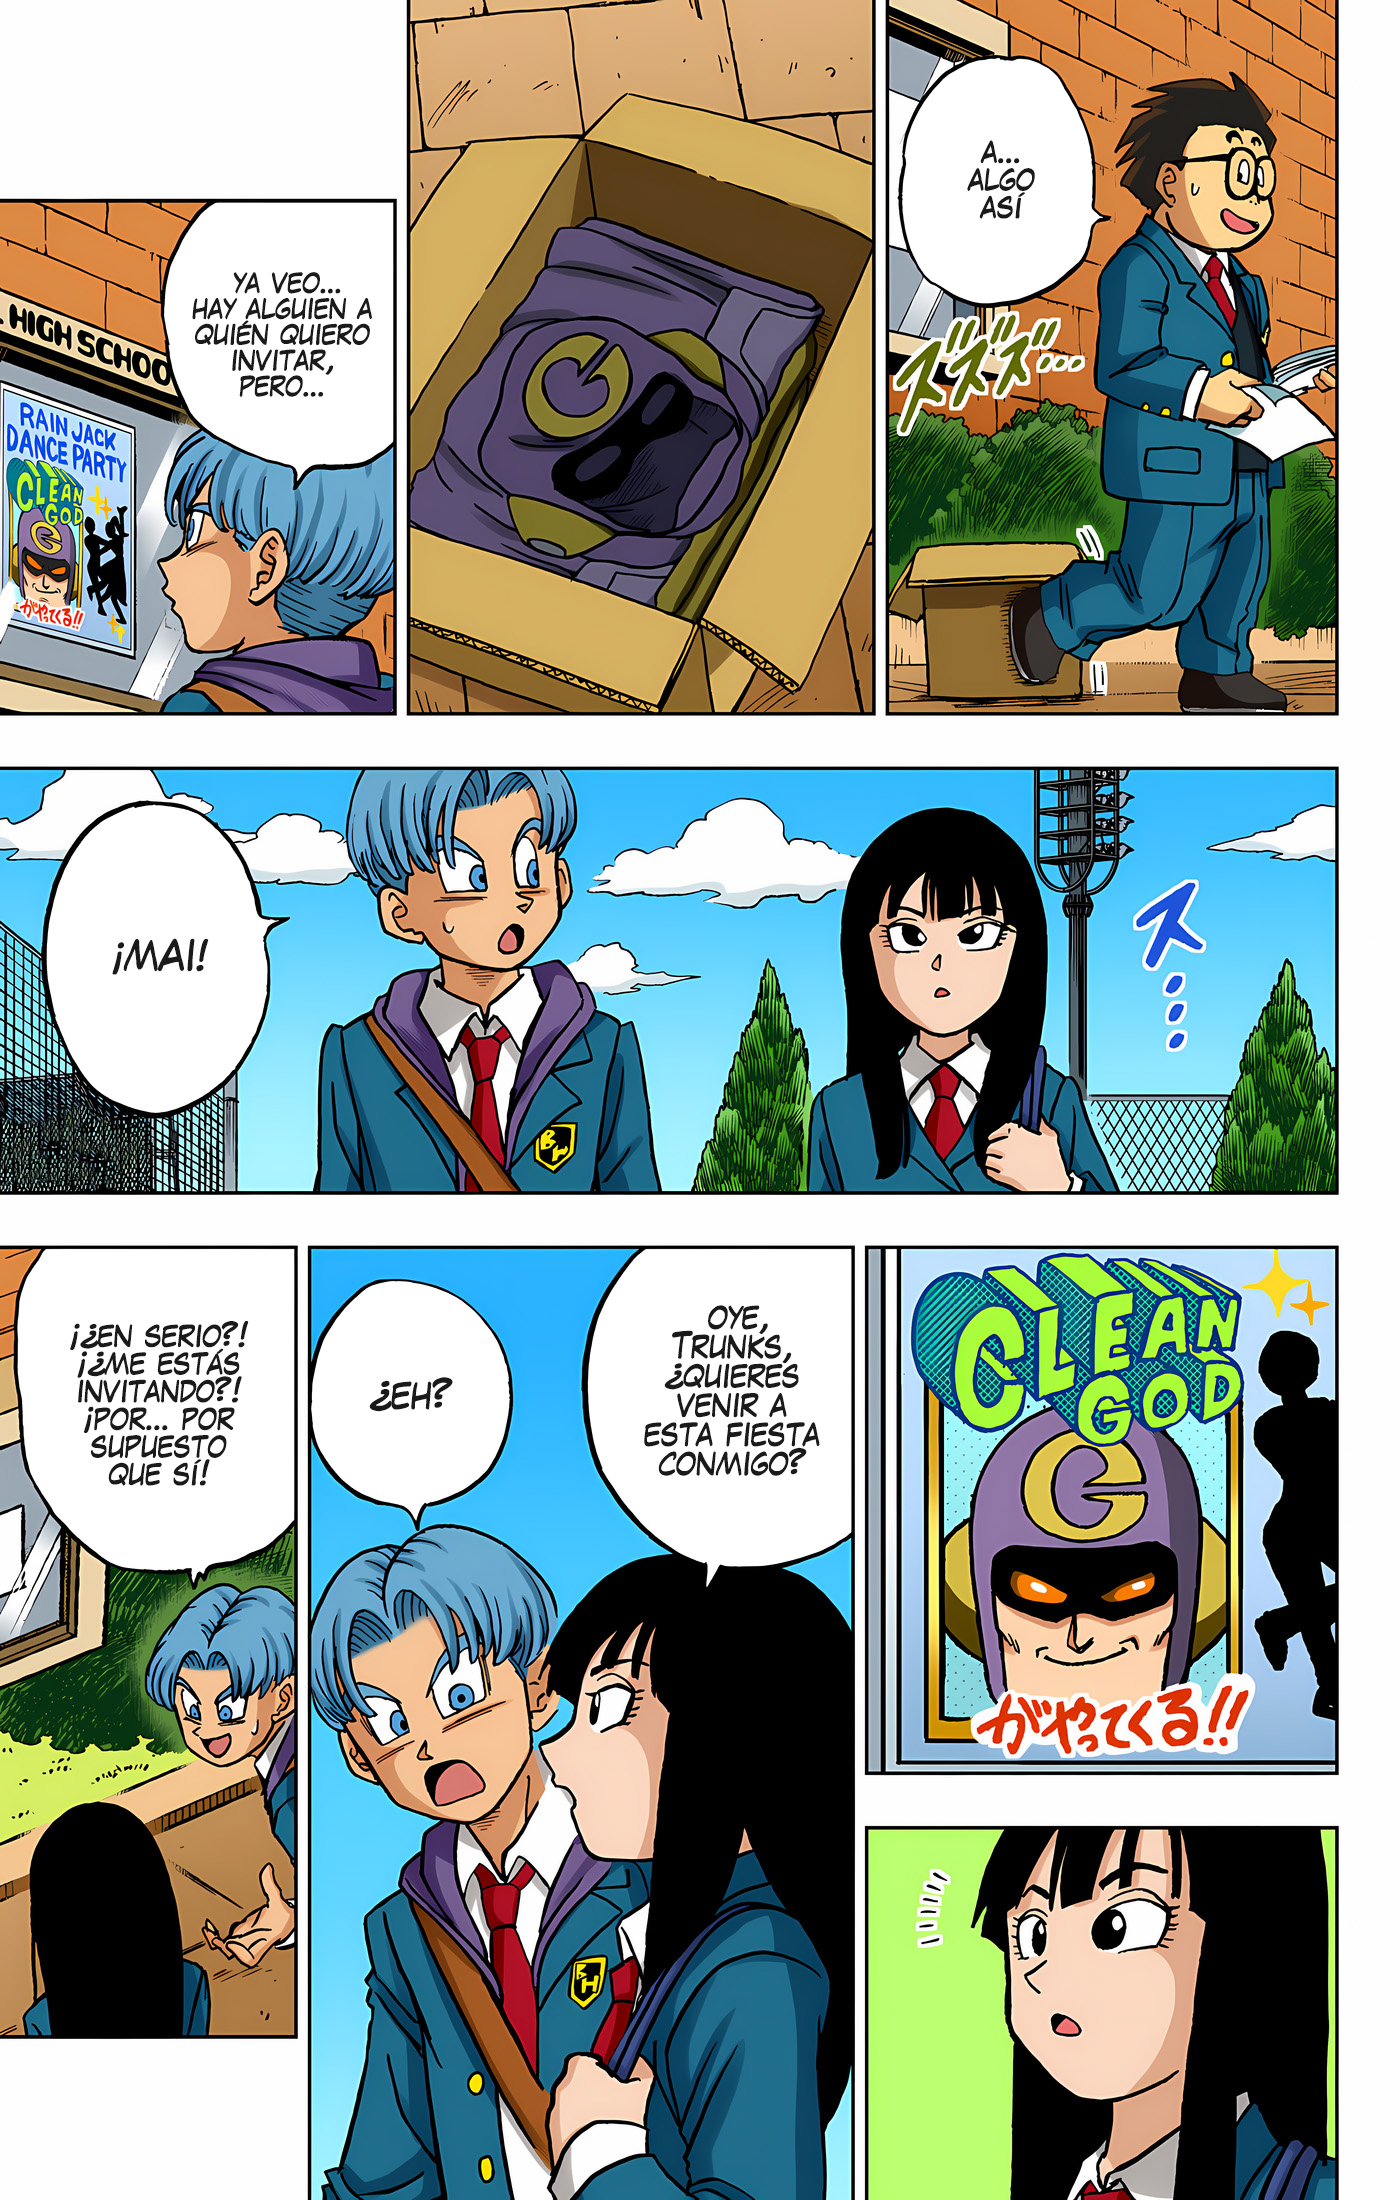 A...
ALGO
ASÍ
ズズズ...
G
YA VEO...
HAY ALGUIEN A
QUIÉN QUIERO
INVITAR,
PERO...
HIGH SCHOO
RAIN JACK
DANCE PARTY
CLEAN
GOD
G
がやってくる!!
ス...
¡MAI!
B
CLEAN
GOD
G
がやってくる!!
OYE,
TRUNKS,
¿QUIERES
VENIR A
ESTA FIESTA
CONMIGO?
¿EH?
B
H
¡¿EN SERIO?!
¡¿ME ESTÁS
INVITANDO?!
¡POR... POR
SUPUESTO
QUE SÍ!